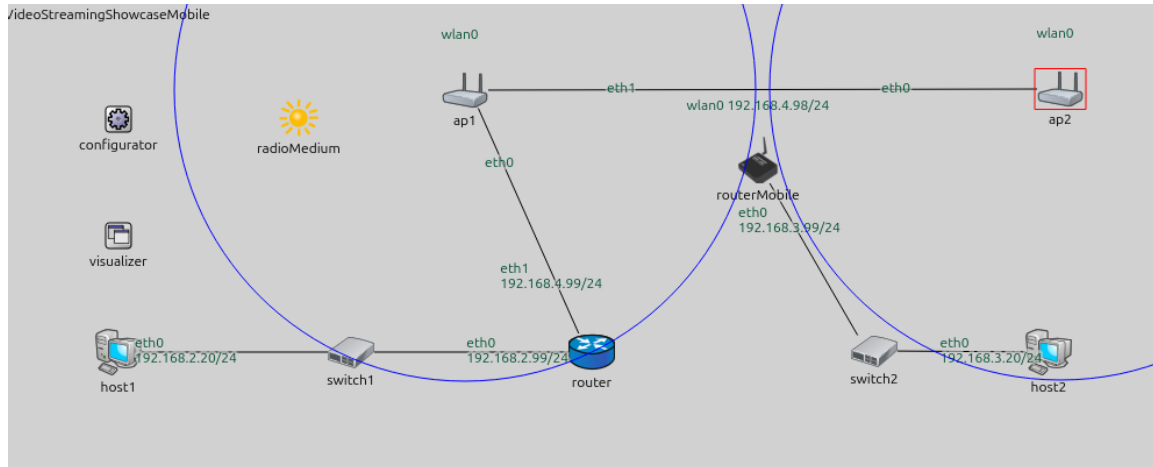 VideoStreamingShowcaseMobile
wlan0
wlan0
eth1
eth0
wlan0 192.168.4.98/24
ap1
ap2
configurator
radioMedium
eth0
routerMobile
eth0
192.168.3.99/24
visualizer
eth1
192.168.4.99/24
eth0
192.168.2.20/24
eth0
192.168.2.99/24
eth0
192.168.3.20/24
host1
switch1
router
switch2
host2